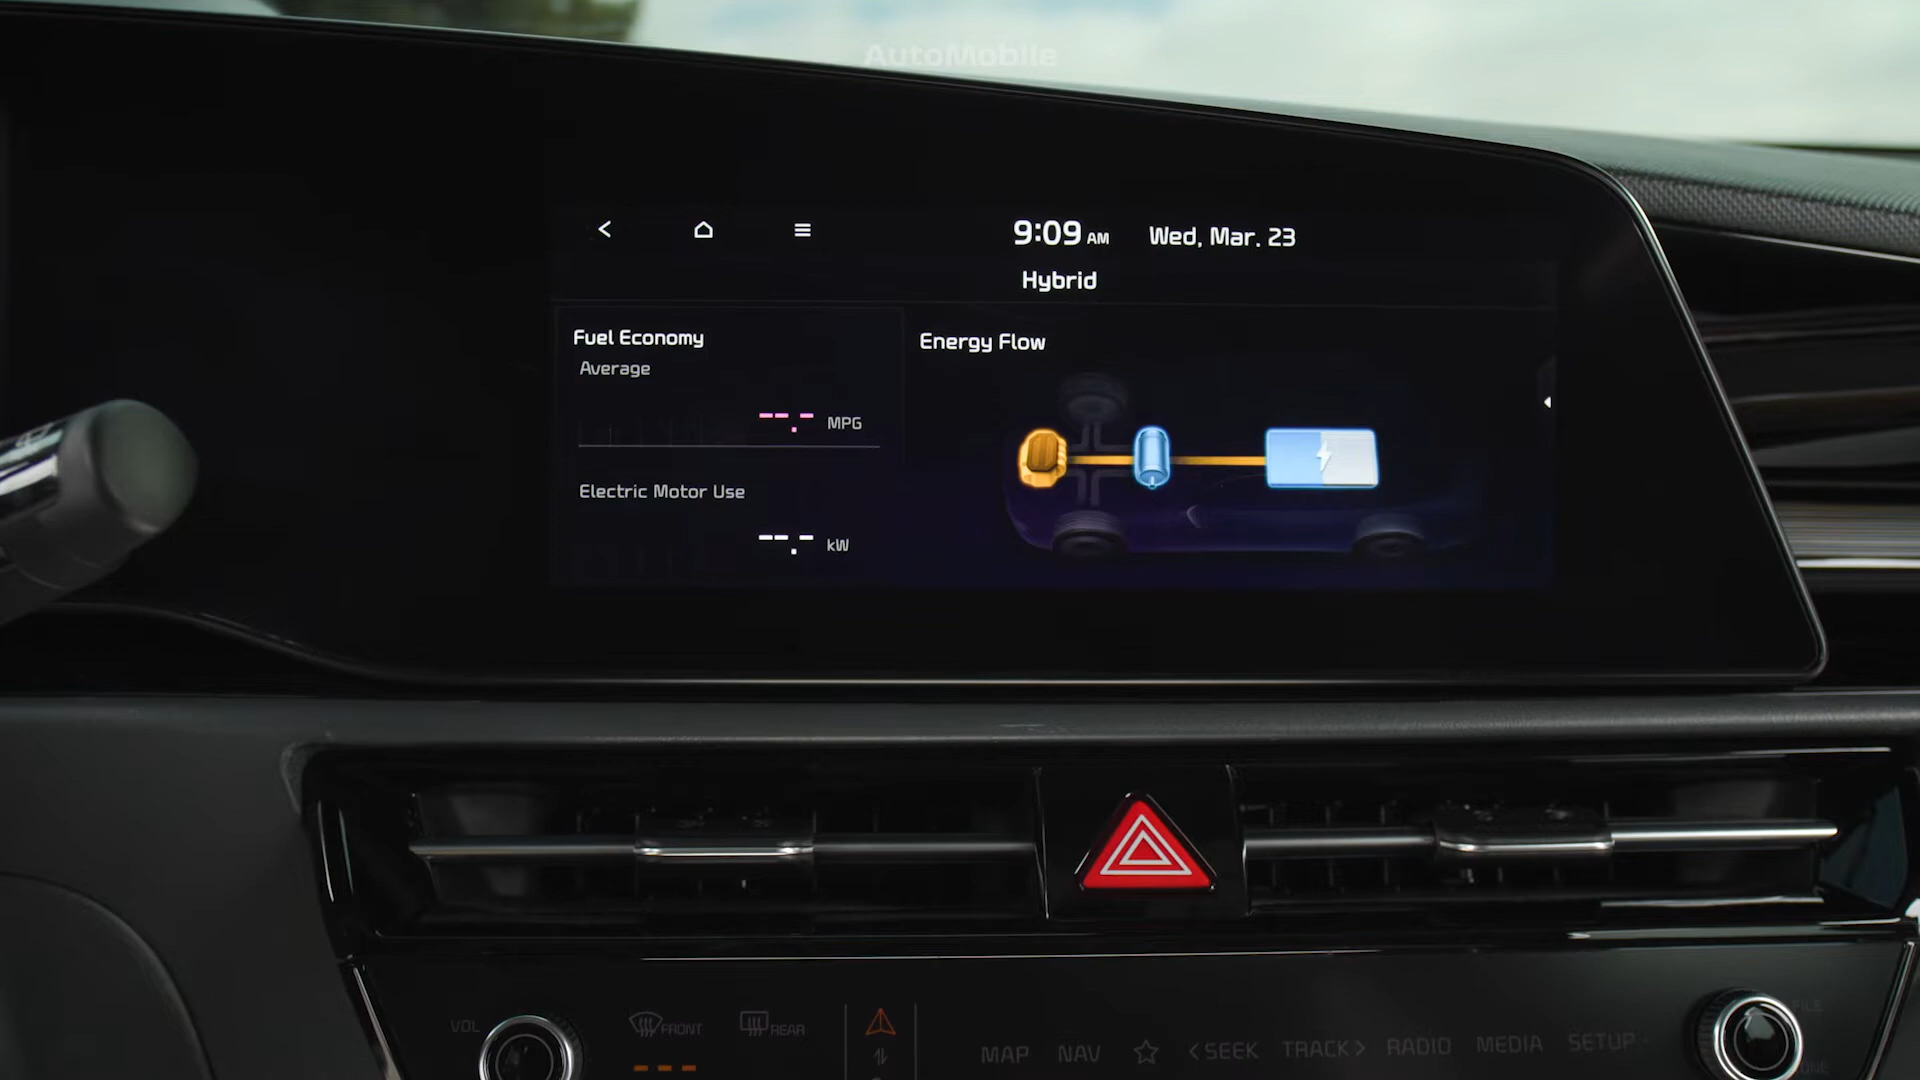 AutoMobile
9:09 AM Wed, Mar. 23
Hybrid
Fuel Economy
Average
--.- MPG
Electric Motor Use
--.- kW
Energy Flow
VOL
FRONT
REAR
MAP NAV <SEEK TRACK> RADIO MEDIA SETUP
FILE